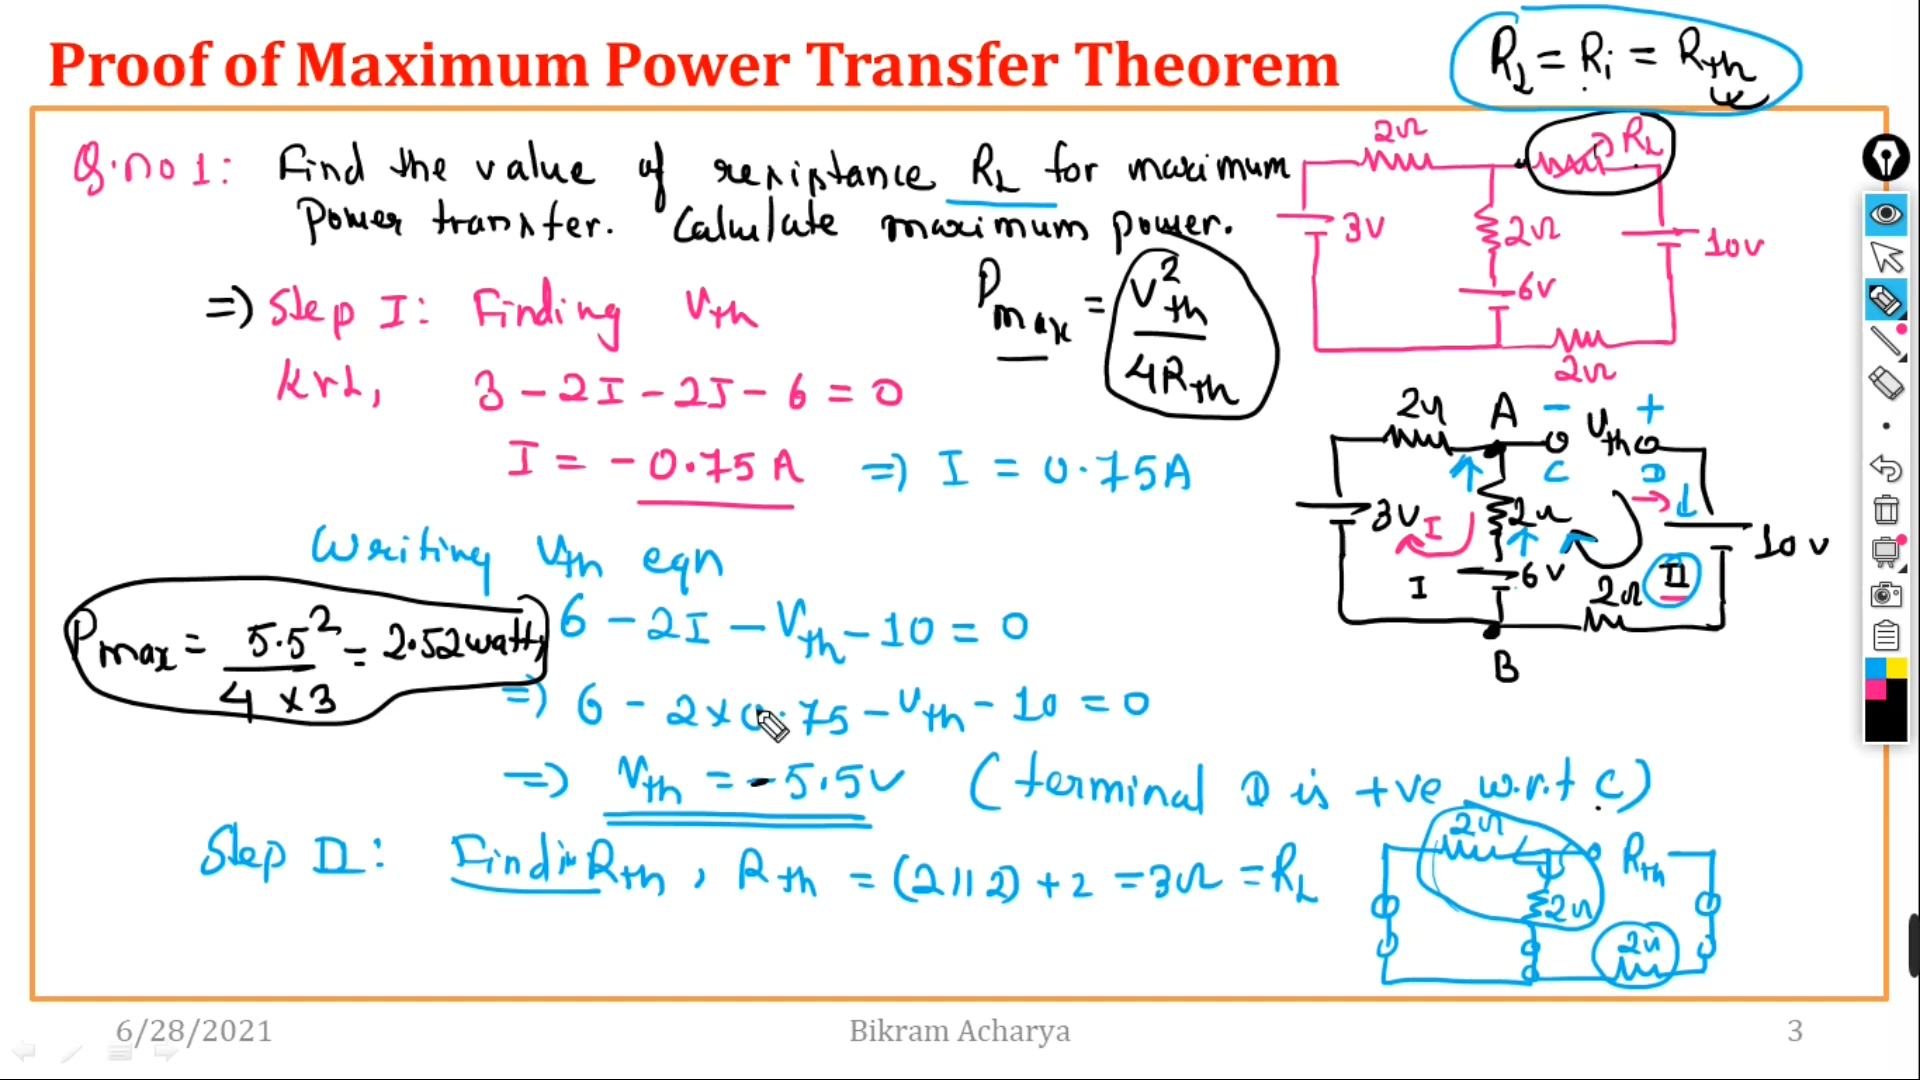 Proof of Maximum Power Transfer Theorem
RL = Ri = Rth
Q.no 1: Find the value of resistance RL for maximum
Power transfer. Calculate maximum power.
2Ω
RL
3V
2Ω
10V
6V
2Ω
=> Step I: Finding Vth
Pmax = V²th / 4Rth
KVL, 3 - 2I - 2I - 6 = 0
I = -0.75 A => I = 0.75A
2Ω A - Vth +
C D
3V I 2Ω
10V
I 6V 2Ω II
B
Writing Vth eqn
6 - 2I - Vth - 10 = 0
Pmax = 5.5² / 4 x 3 = 2.52 watt
=> 6 - 2x0.75 - Vth - 10 = 0
=> Vth = -5.5V (terminal D is +ve w.r.t C)
Step II: Findin Rth, Rth = (2||2) + 2 = 3Ω = RL
2Ω
Rth
2Ω
2Ω
6/28/2021
Bikram Acharya
3